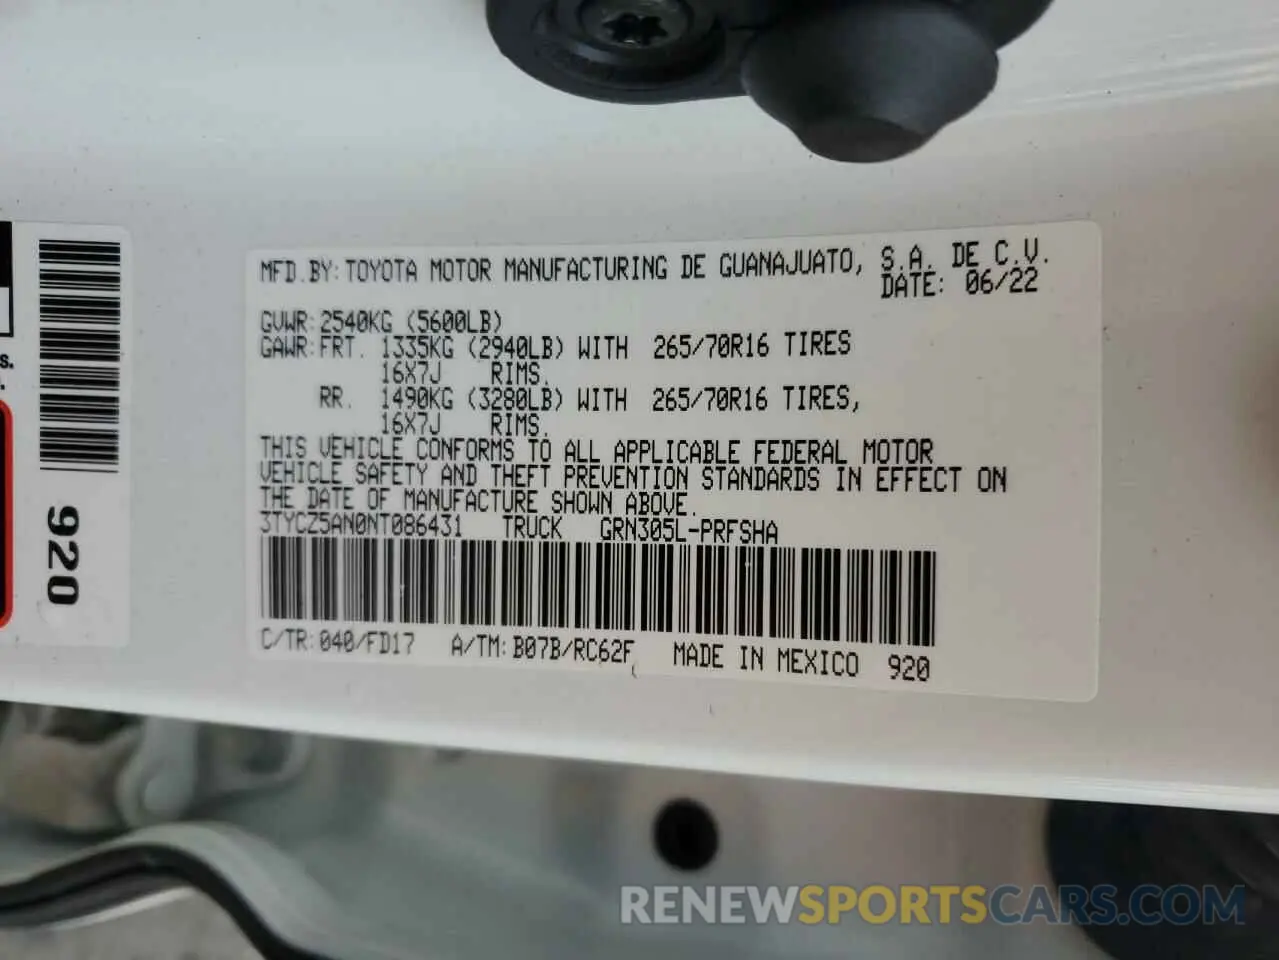 MFD.BY: TOYOTA MOTOR MANUFACTURING DE GUANAJUATO, S.A. DE C.V.
DATE: 06/22
GVWR: 2540KG (5600LB)
GAWR: FRT. 1335KG (2940LB) WITH 265/70R16 TIRES
16X7J RIMS.
RR. 1490KG (3280LB) WITH 265/70R16 TIRES,
16X7J RIMS.
THIS VEHICLE CONFORMS TO ALL APPLICABLE FEDERAL MOTOR
VEHICLE SAFETY AND THEFT PREVENTION STANDARDS IN EFFECT ON
THE DATE OF MANUFACTURE SHOWN ABOVE.
3TYCZ5AN0NT086431 TRUCK GRN305L-PRFSHA
C/TR: 040/FD17 A/TM: B07B/RC62F MADE IN MEXICO 920
920
s.
RENEWSPORTSCARS.COM